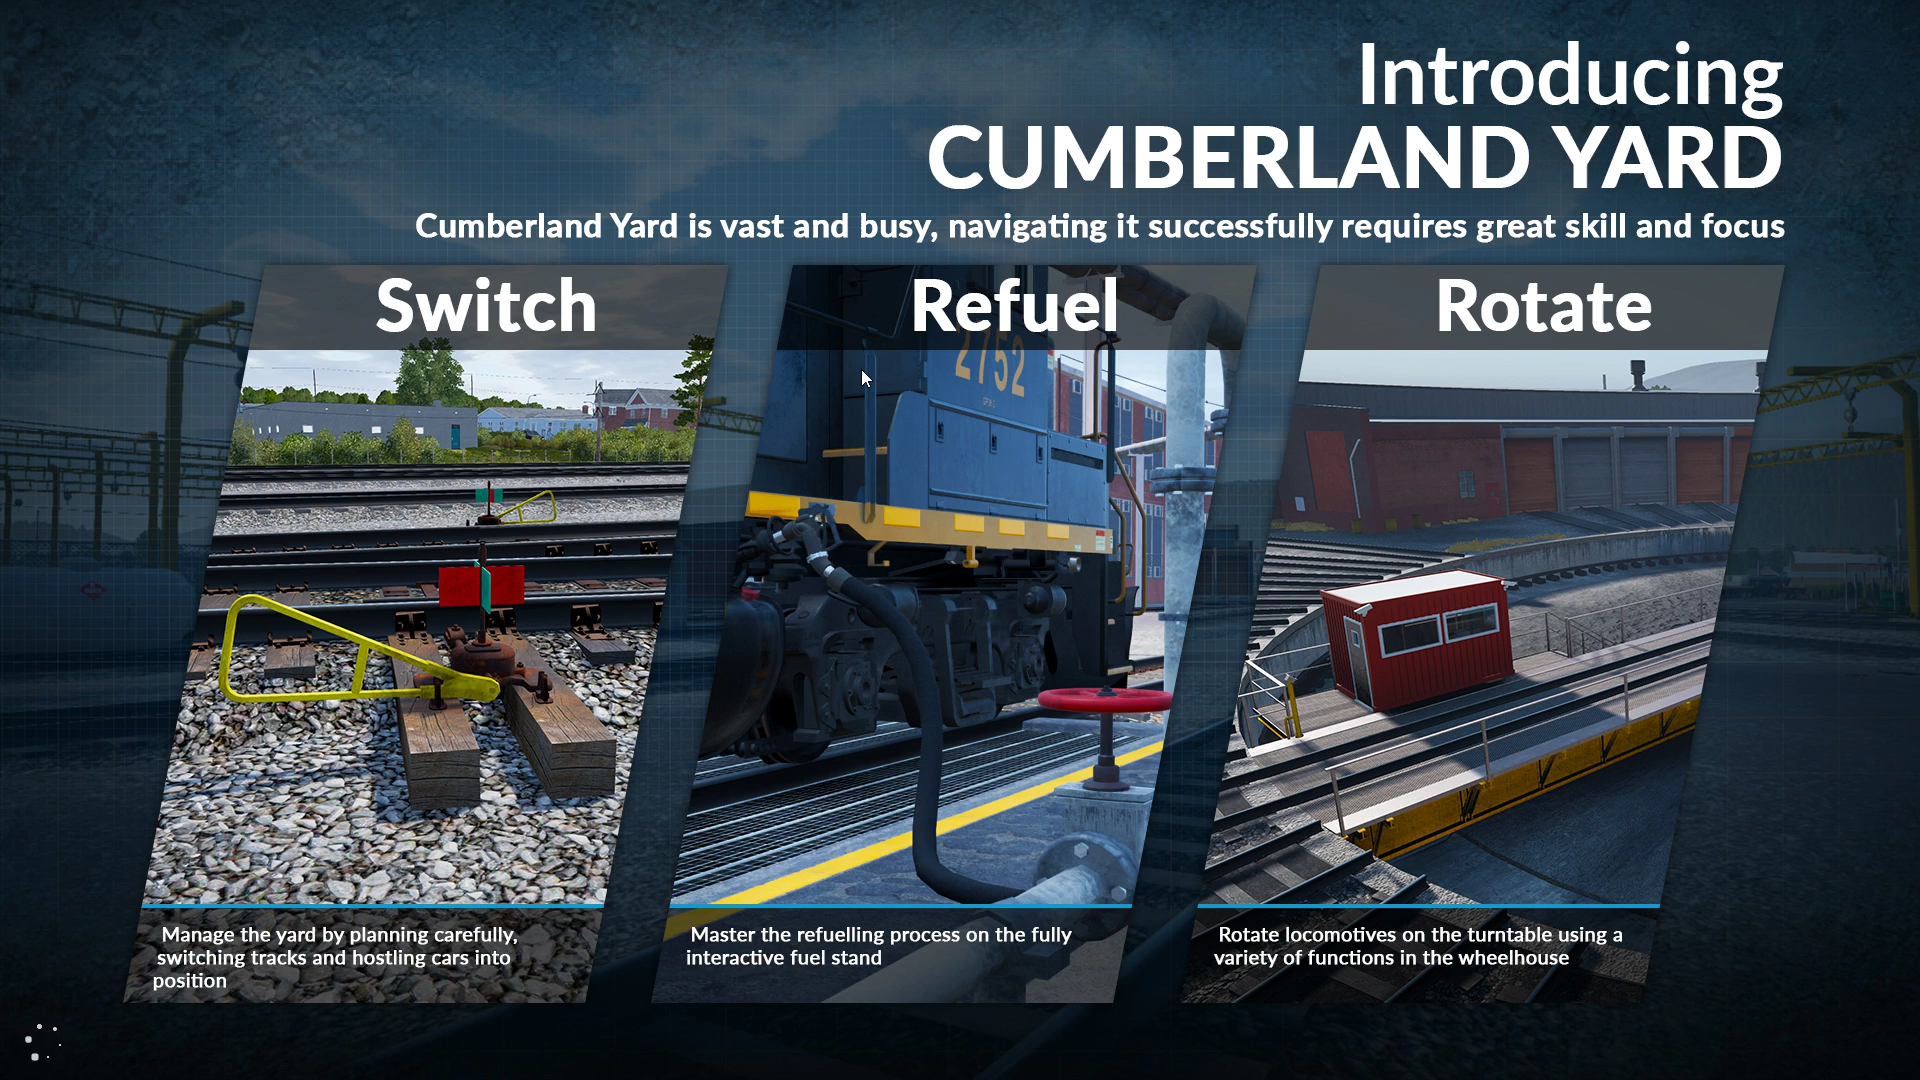 Introducing
CUMBERLAND YARD
Cumberland Yard is vast and busy, navigating it successfully requires great skill and focus
Switch
Manage the yard by planning carefully,
switching tracks and hostling cars into
position
Refuel
2752
Master the refuelling process on the fully
interactive fuel stand
Rotate
Rotate locomotives on the turntable using a
variety of functions in the wheelhouse